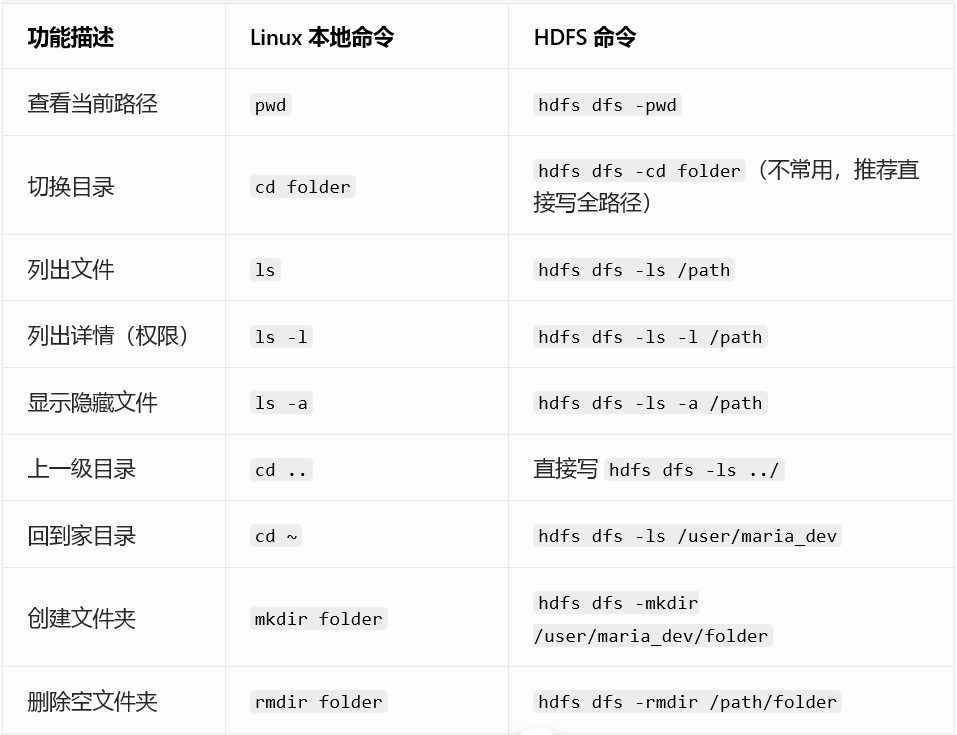 功能描述 Linux 本地命令 HDFS 命令
查看当前路径 pwd hdfs dfs -pwd
切换目录 cd folder hdfs dfs -cd folder（不常用，推荐直
接写全路径）
列出文件 ls hdfs dfs -ls /path
列出详情（权限） ls -l hdfs dfs -ls -l /path
显示隐藏文件 ls -a hdfs dfs -ls -a /path
上一级目录 cd .. 直接写 hdfs dfs -ls ../
回到家目录 cd ~ hdfs dfs -ls /user/maria_dev
创建文件夹 mkdir folder hdfs dfs -mkdir
/user/maria_dev/folder
删除空文件夹 rmdir folder hdfs dfs -rmdir /path/folder